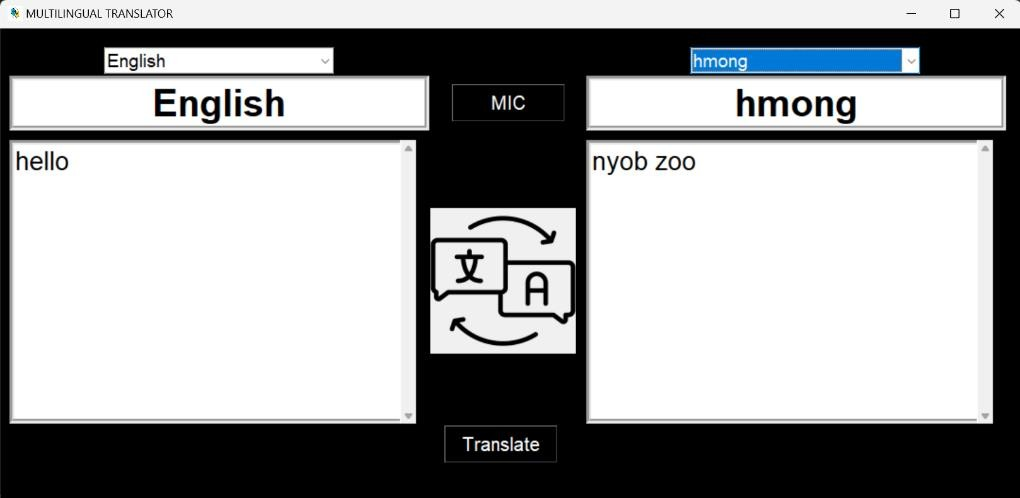 MULTILINGUAL TRANSLATOR
English
hmong
English
MIC
hmong
hello
nyob zoo
文
A
Translate